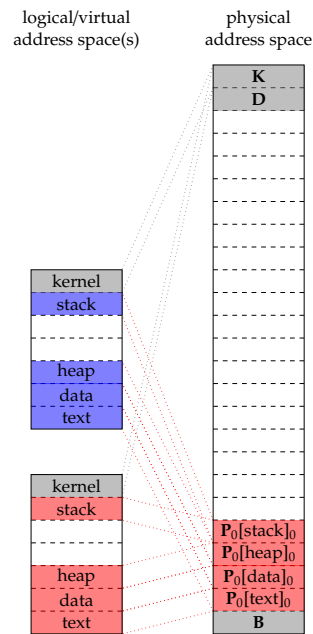 logical/virtual
address space(s)
physical
address space
K
D
kernel
stack
heap
data
text
kernel
stack
heap
data
text
P₀[stack]₀
P₀[heap]₀
P₀[data]₀
P₀[text]₀
B